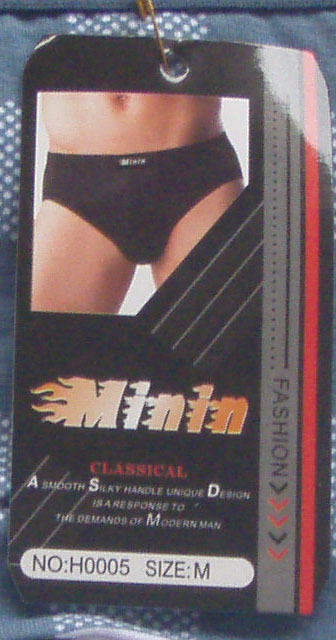 Minin
Minin
CLASSICAL
A SMOOTH SILKY HANDLE UNIQUE DESIGN
IS A RESPONSE TO
THE DEMANDS OF MODERN MAN
NO:H0005 SIZE:M
FASHION